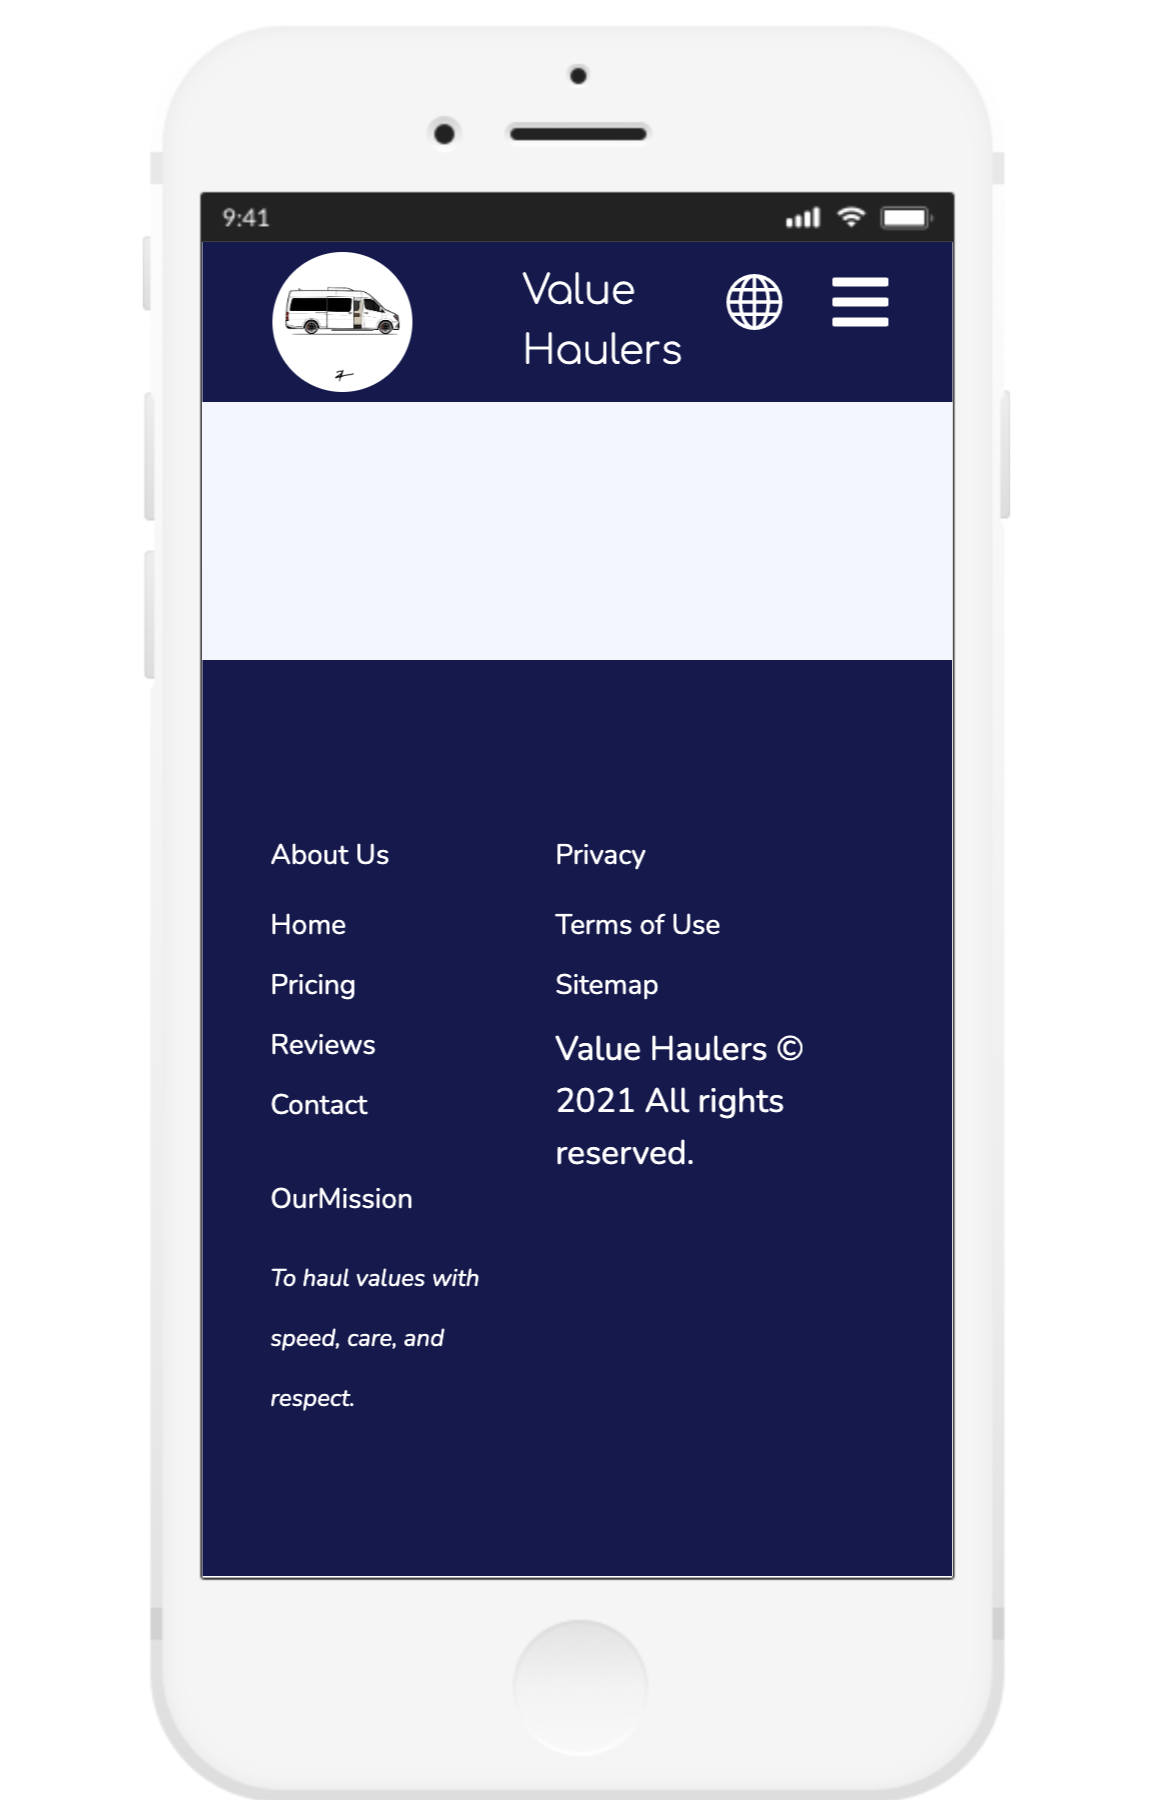 9:41
Value
Haulers
About Us
Home
Pricing
Reviews
Contact
OurMission
To haul values with
speed, care, and
respect.
Privacy
Terms of Use
Sitemap
Value Haulers ©
2021 All rights
reserved.